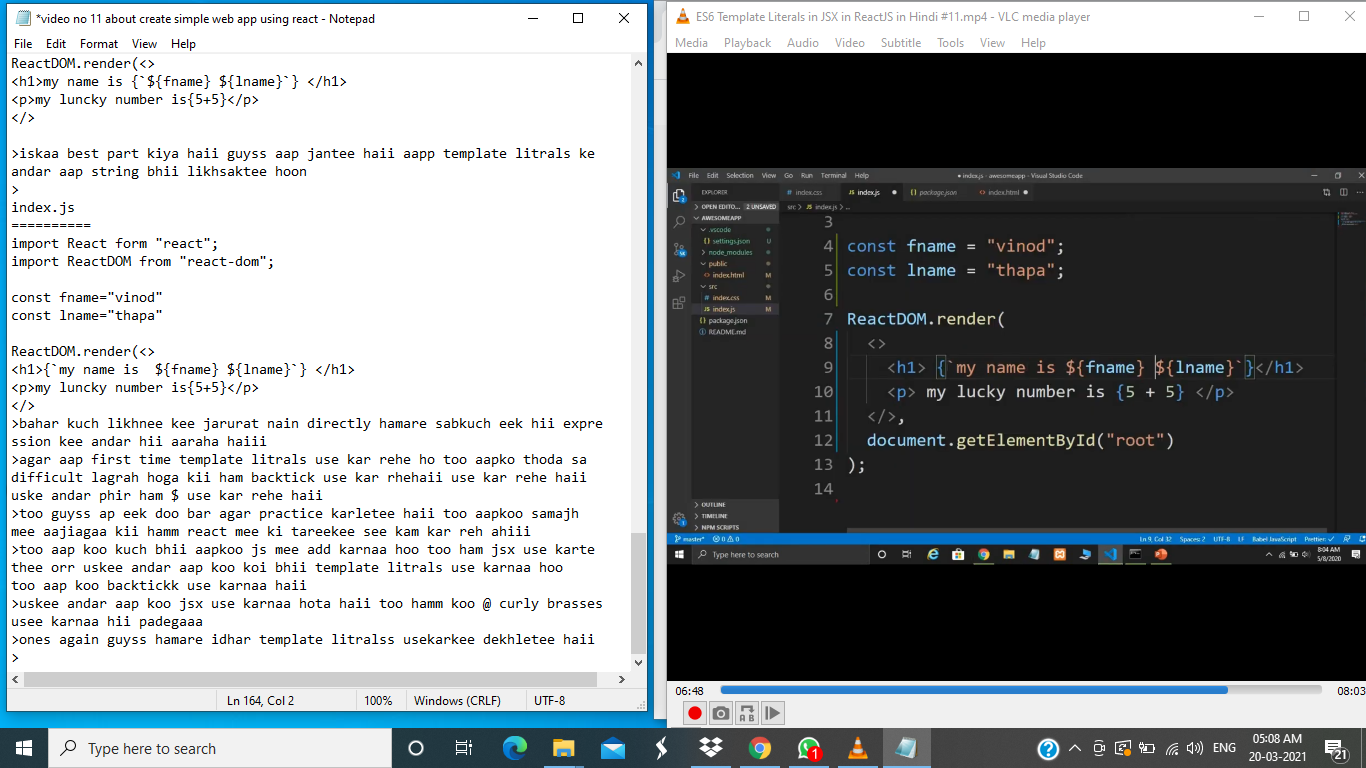 *video no 11 about create simple web app using react - Notepad
File Edit Format View Help
ReactDOM.render(<>
<h1>my name is {`${fname} ${lname}`} </h1>
<p>my luncky number is{5+5}</p>
</>
>iskaa best part kiya haii guyss aap jantee haii aapp template litrals ke
andar aap string bhii likhsaktee hoon
>
index.js
==========
import React form "react";
import ReactDOM from "react-dom";
const fname="vinod"
const lname="thapa"
ReactDOM.render(<>
<h1>{`my name is  ${fname} ${lname}`} </h1>
<p>my luncky number is{5+5}</p>
</>
>bahar kuch likhnee kee jarurat nain directly hamare sabkuch eek hii expre
ssion kee andar hii aaraha haiii
>agar aap first time template litrals use kar rehe ho too aapko thoda sa
difficult lagrah hoga kii ham backtick use kar rhehaii use kar rehe haii
uske andar phir ham $ use kar rehe haii
>too guyss ap eek doo bar agar practice karletee haii too aapkoo samajh
mee aajiagaa kii hamm react mee ki tareekee see kam kar reh ahiii
>too aap koo kuch bhii aapkoo js mee add karnaa hoo too ham jsx use karte
thee orr uskee andar aap koo koi bhii template litrals use karnaa hoo
too aap koo backtickk use karnaa haii
>uskee andar aap koo jsx use karnaa hota haii too hamm koo @ curly brasses
usee karnaa hii padegaaa
>ones again guyss hamare idhar template litralss usekarkee dekhletee haii
>
Ln 164, Col 2 100% Windows (CRLF) UTF-8
ES6 Template Literals in JSX in ReactJS in Hindi #11.mp4 - VLC media player
Media Playback Audio Video Subtitle Tools View Help
File Edit Selection View Go Run Terminal Help
● index.js - awesomeapp - Visual Studio Code
EXPLORER
# index.css JS index.js ● {} package.json <> index.html ●
OPEN EDITO... 2 UNSAVED
src > JS index.js > ...
AWESOMEAPP
.vscode
{} settings.json U
node_modules
public
<> index.html M
src
# index.css M
JS index.js M
package.json
README.md
OUTLINE
TIMELINE
NPM SCRIPTS
3
4 const fname = "vinod";
5 const lname = "thapa";
6
7 ReactDOM.render(
8 <>
9 <h1> {`my name is ${fname} ${lname}`}</h1>
10 <p> my lucky number is {5 + 5} </p>
11 </>,
12 document.getElementById("root")
13 );
14
master* 0 0 Ln 9, Col 32 Spaces: 2 UTF-8 LF Babel JavaScript Prettier: ✓
Type here to search
8:04 AM
5/8/2020
06:48 08:03
A B
Type here to search
1
ENG
05:08 AM
20-03-2021
21